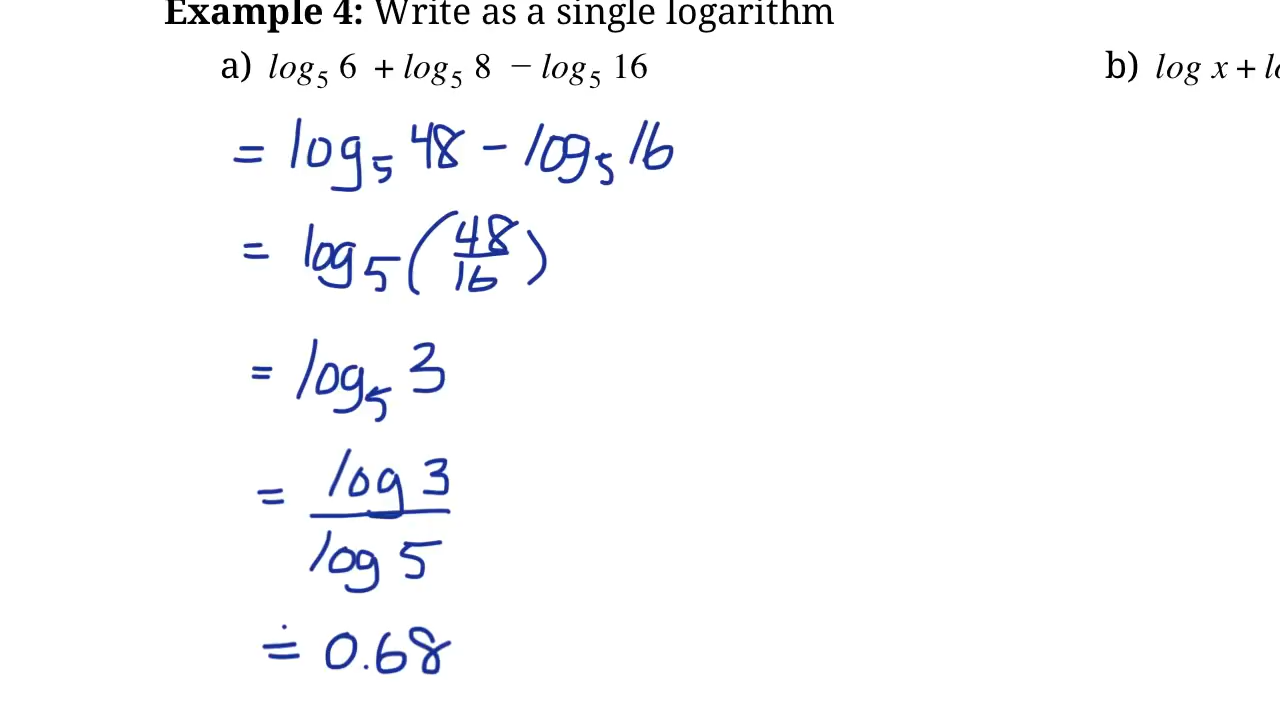 Example 4: Write as a single logarithm
a) log₅ 6 + log₅ 8 − log₅ 16
b) log x +
= log₅ 48 − log₅ 16
= log₅ (48/16)
= log₅ 3
= log 3 / log 5
≐ 0.68